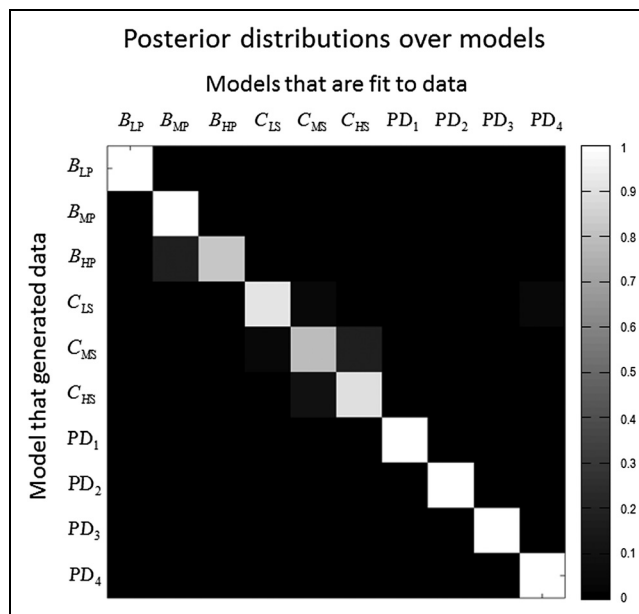 Posterior distributions over models
Models that are fit to data
B_LP B_MP B_HP C_LS C_MS C_HS PD_1 PD_2 PD_3 PD_4
Model that generated data
B_LP
B_MP
B_HP
C_LS
C_MS
C_HS
PD_1
PD_2
PD_3
PD_4
1
0.9
0.8
0.7
0.6
0.5
0.4
0.3
0.2
0.1
0